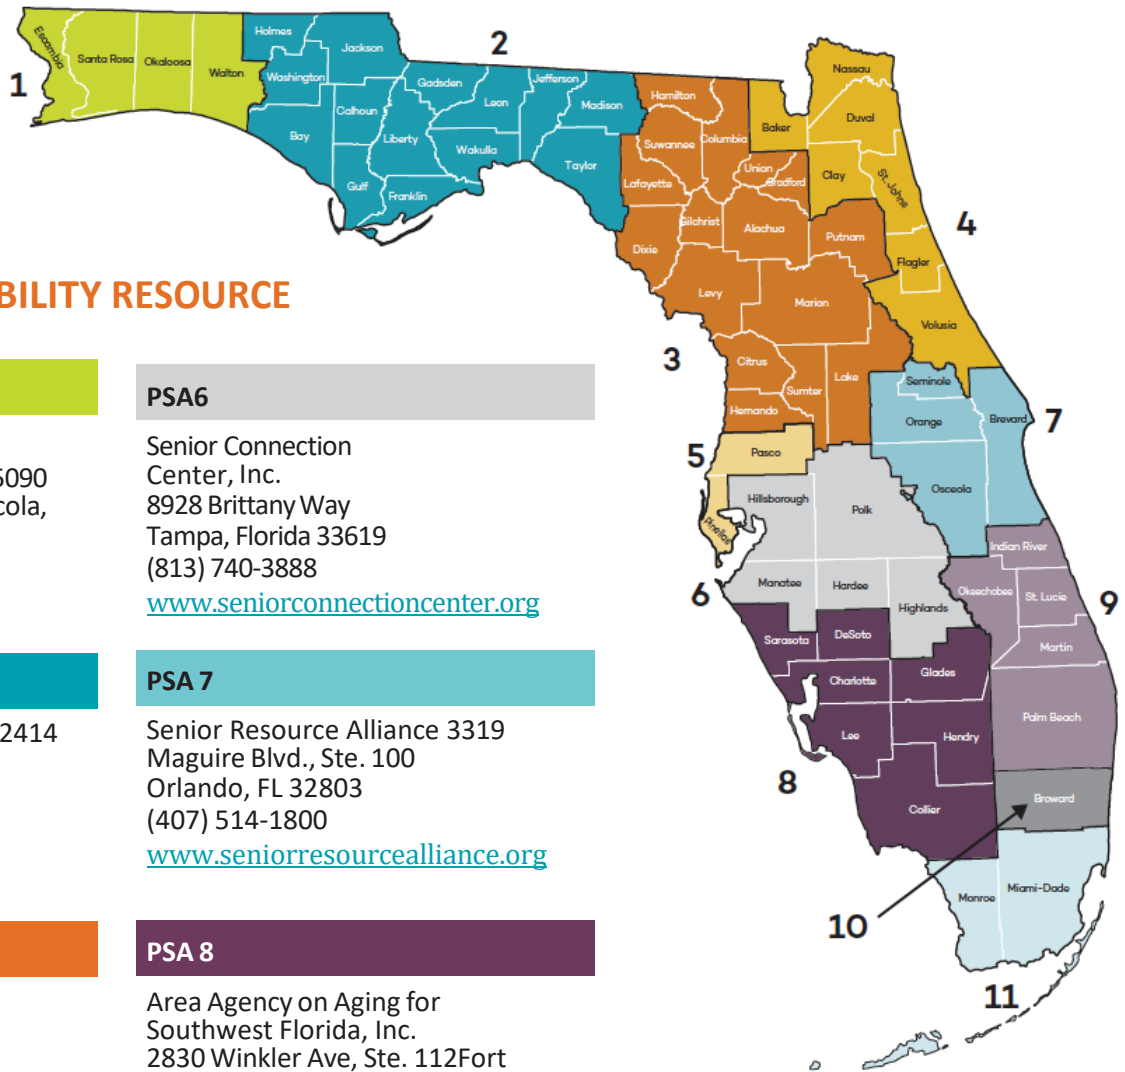 Escambia
Santa Rosa
Okaloosa
Walton
1
Holmes
Jackson
2
Washington
Gadsden
Jefferson
Leon
Madison
Calhoun
Bay
Liberty
Wakulla
Taylor
Gulf
Franklin
Hamilton
Suwannee
Columbia
Baker
Nassau
Duval
Union
Bradford
Clay
St. Johns
Lafayette
Gilchrist
Alachua
Putnam
4
Dixie
Flagler
Levy
Marion
Volusia
3
Citrus
Sumter
Lake
Hernando
Seminole
Orange
Brevard
7
5
Pasco
Osceola
Pinellas
Hillsborough
Polk
Indian River
6
Manatee
Hardee
Highlands
Okeechobee
St. Lucie
9
Martin
Sarasota
DeSoto
Charlotte
Glades
Palm Beach
Lee
Hendry
8
Collier
Broward
10
Monroe
Miami-Dade
11
BILITY RESOURCE
5090
cola,
2414
PSA6
Senior Connection
Center, Inc.
8928 Brittany Way
Tampa, Florida 33619
(813) 740-3888
www.seniorconnectioncenter.org
PSA 7
Senior Resource Alliance 3319
Maguire Blvd., Ste. 100
Orlando, FL 32803
(407) 514-1800
www.seniorresourcealliance.org
PSA 8
Area Agency on Aging for
Southwest Florida, Inc.
2830 Winkler Ave, Ste. 112Fort